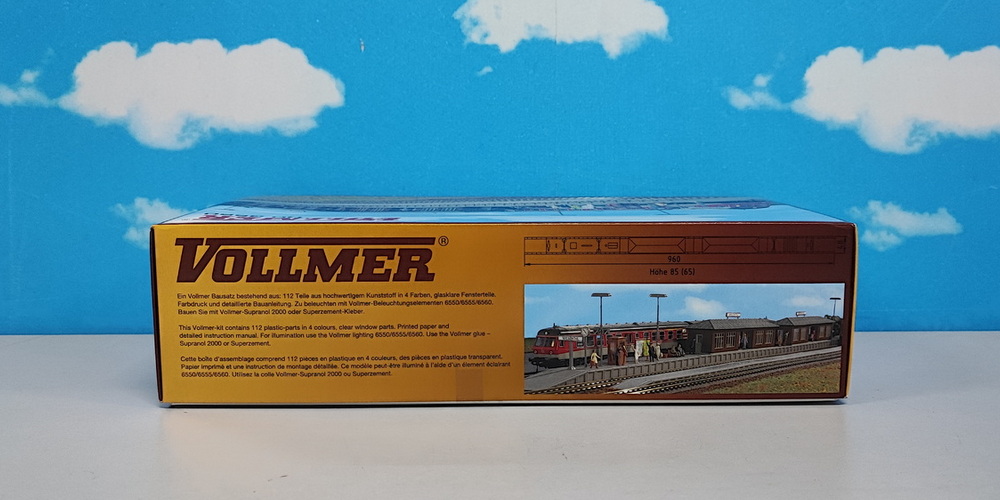 VOLLMER®
Ein Vollmer Bausatz bestehend aus: 112 Teile aus hochwertigem Kunststoff in 4 Farben, glasklare Fensterteile.
Farbdruck und detaillierte Bauanleitung. Zu beleuchten mit Vollmer-Beleuchtungselementen 6550/6555/6560.
Bauen Sie mit Vollmer-Supranol 2000 oder Superzement-Kleber.
This Vollmer-kit contains 112 plastic-parts in 4 colours, clear window parts. Printed paper and
detailed instruction manual. For illumination use the Vollmer lighting 6550/6555/6560. Use the Vollmer glue –
Supranol 2000 or Superzement.
Cette boîte d'assemblage comprend 112 pièces en plastique en 4 couleurs, des pièces en plastique transparent.
Papier imprimé et une instruction de montage détaillée. Ce modèle peut-être illuminé à l'aide d'un élément éclairant
6550/6555/6560. Utilisez la colle Vollmer-Supranol 2000 ou Superzement.
960
Höhe 85 (65)